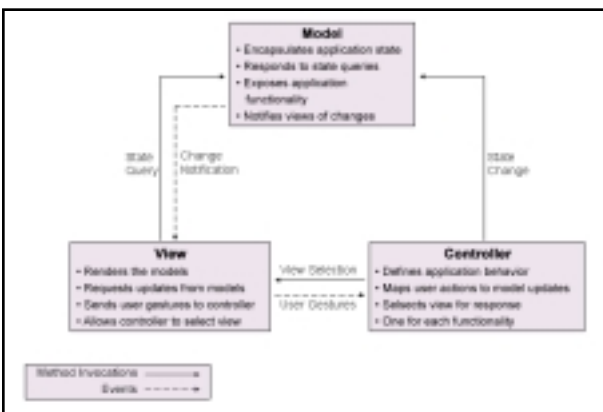 Model
• Encapsulates application state
• Responds to state queries
• Exposes application
functionality
• Notifies views of changes
State
Query
Change
Notification
State
Change
View
• Renders the models
• Requests updates from models
• Sends user gestures to controller
• Allows controller to select view
View Selection
User Gestures
Controller
• Defines application behavior
• Maps user actions to model updates
• Selects view for response
• One for each functionality
Method Invocations
Events